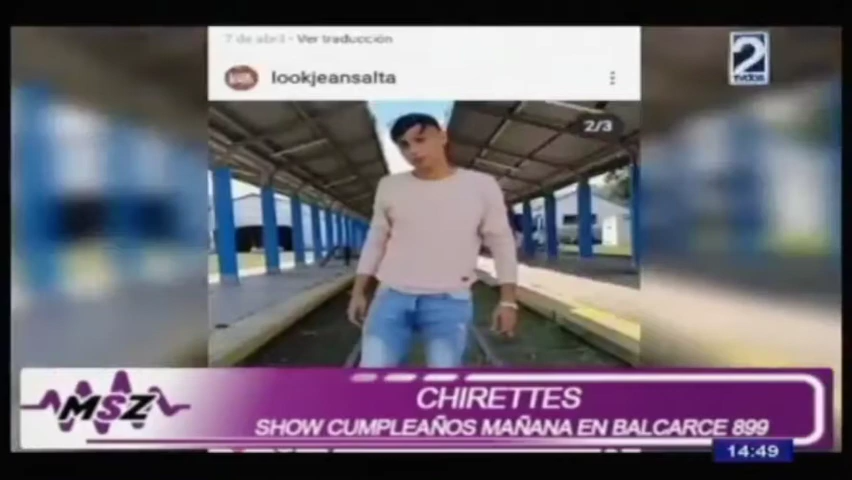 7 de abril • Ver traducción
lookjeansalta
2/3
2
MSZ
CHIRETTES
SHOW CUMPLEAÑOS MAÑANA EN BALCARCE 899
14:49